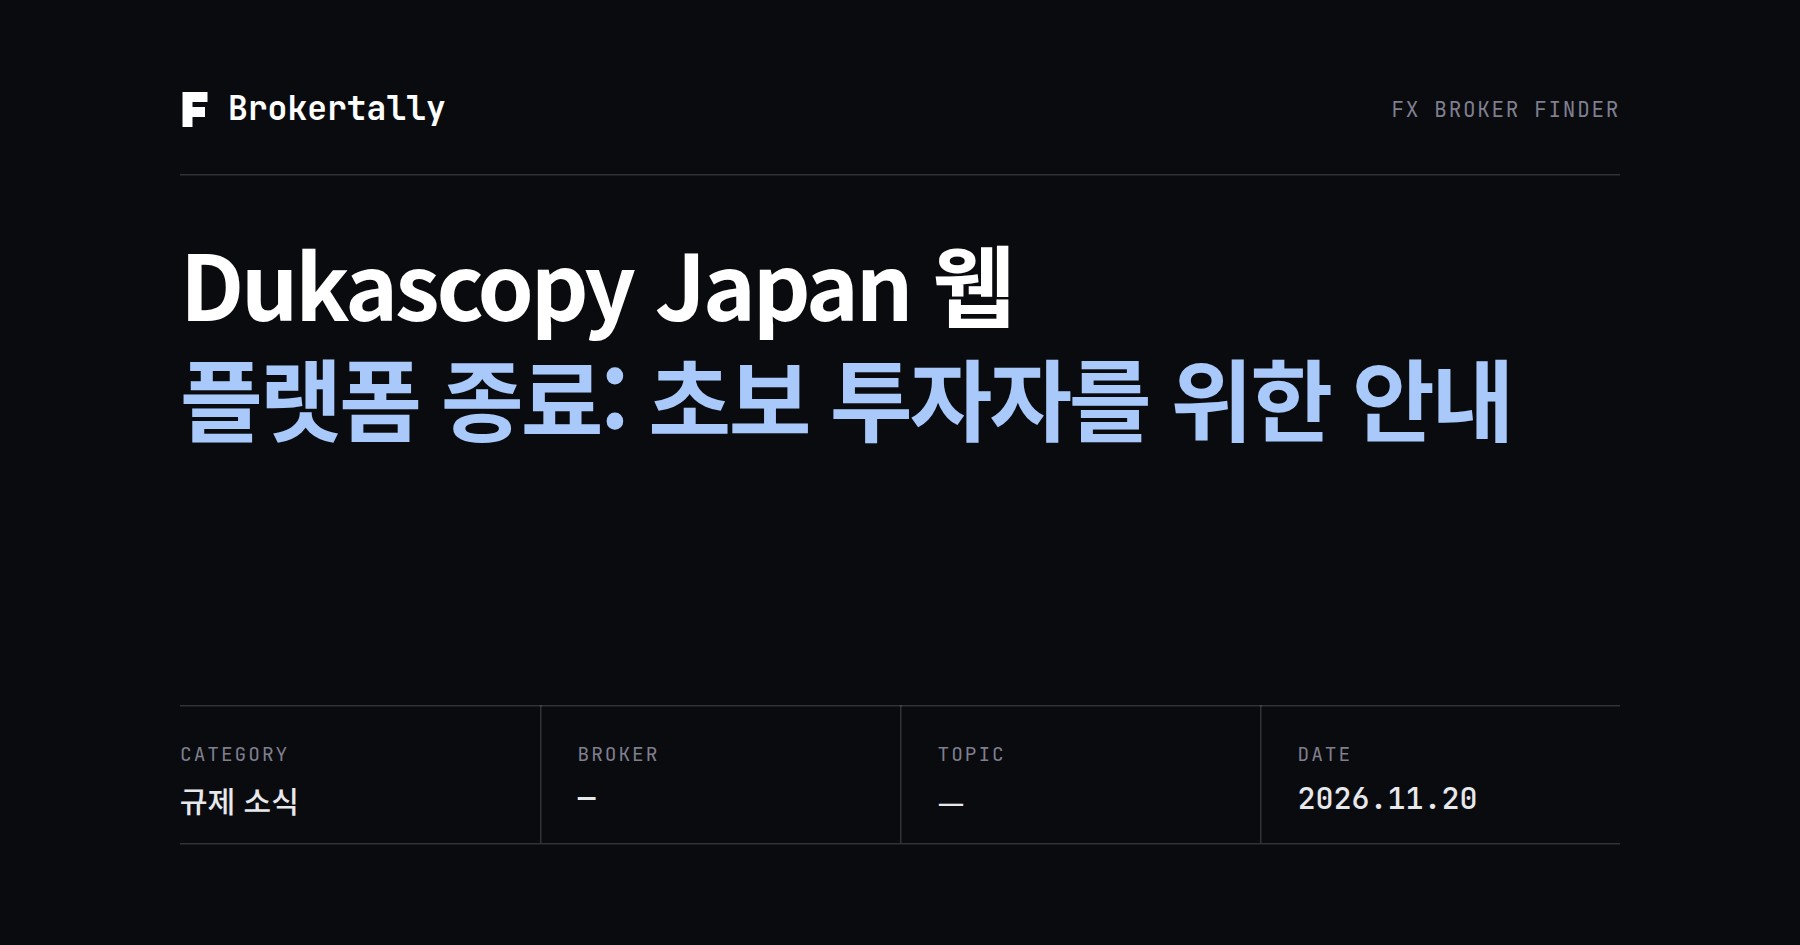 Brokertally
FX BROKER FINDER
Dukascopy Japan 웹
플랫폼 종료: 초보 투자자를 위한 안내
CATEGORY
규제 소식
BROKER
—
TOPIC
—
DATE
2026.11.20